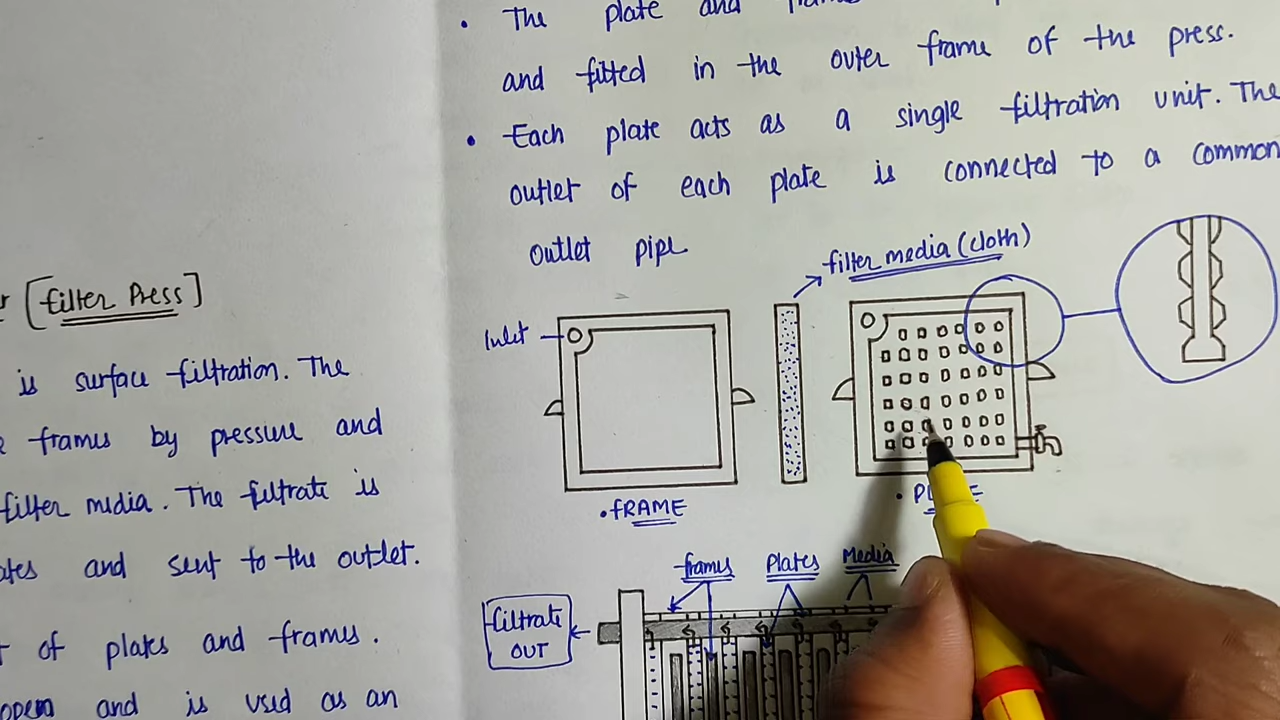 [Filter Press]
is surface filtration. The
frames by pressure and
filter media. The filtrate is
and sent to the outlet.
of plates and frames.
open and is used as an
• The plate and frames
and fitted in the outer frame of the press.
• Each plate acts as a single filtration unit. The
outlet of each plate is connected to a common
outlet pipe
filter media (cloth)
Inlet
• FRAME
frames
Plates
Media
Filtrate
OUT